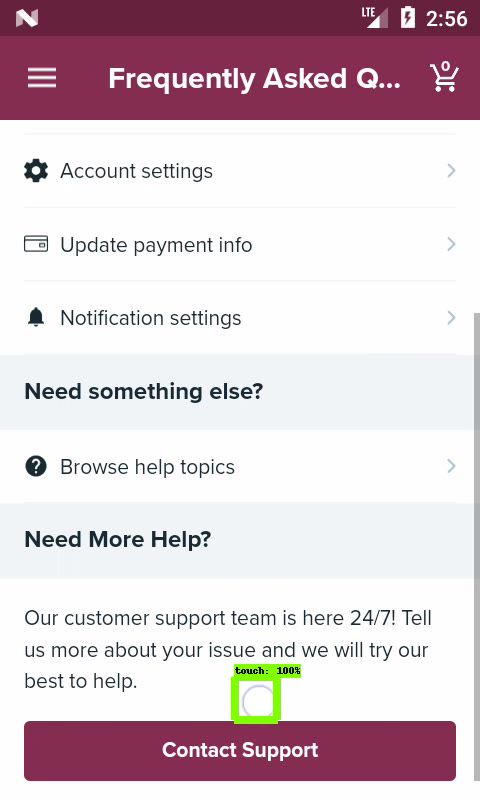 LTE
2:56
Frequently Asked Q...
0
Account settings
Update payment info
Notification settings
Need something else?
Browse help topics
Need More Help?
Our customer support team is here 24/7! Tell
us more about your issue and we will try our
best to help.
touch: 100%
Contact Support